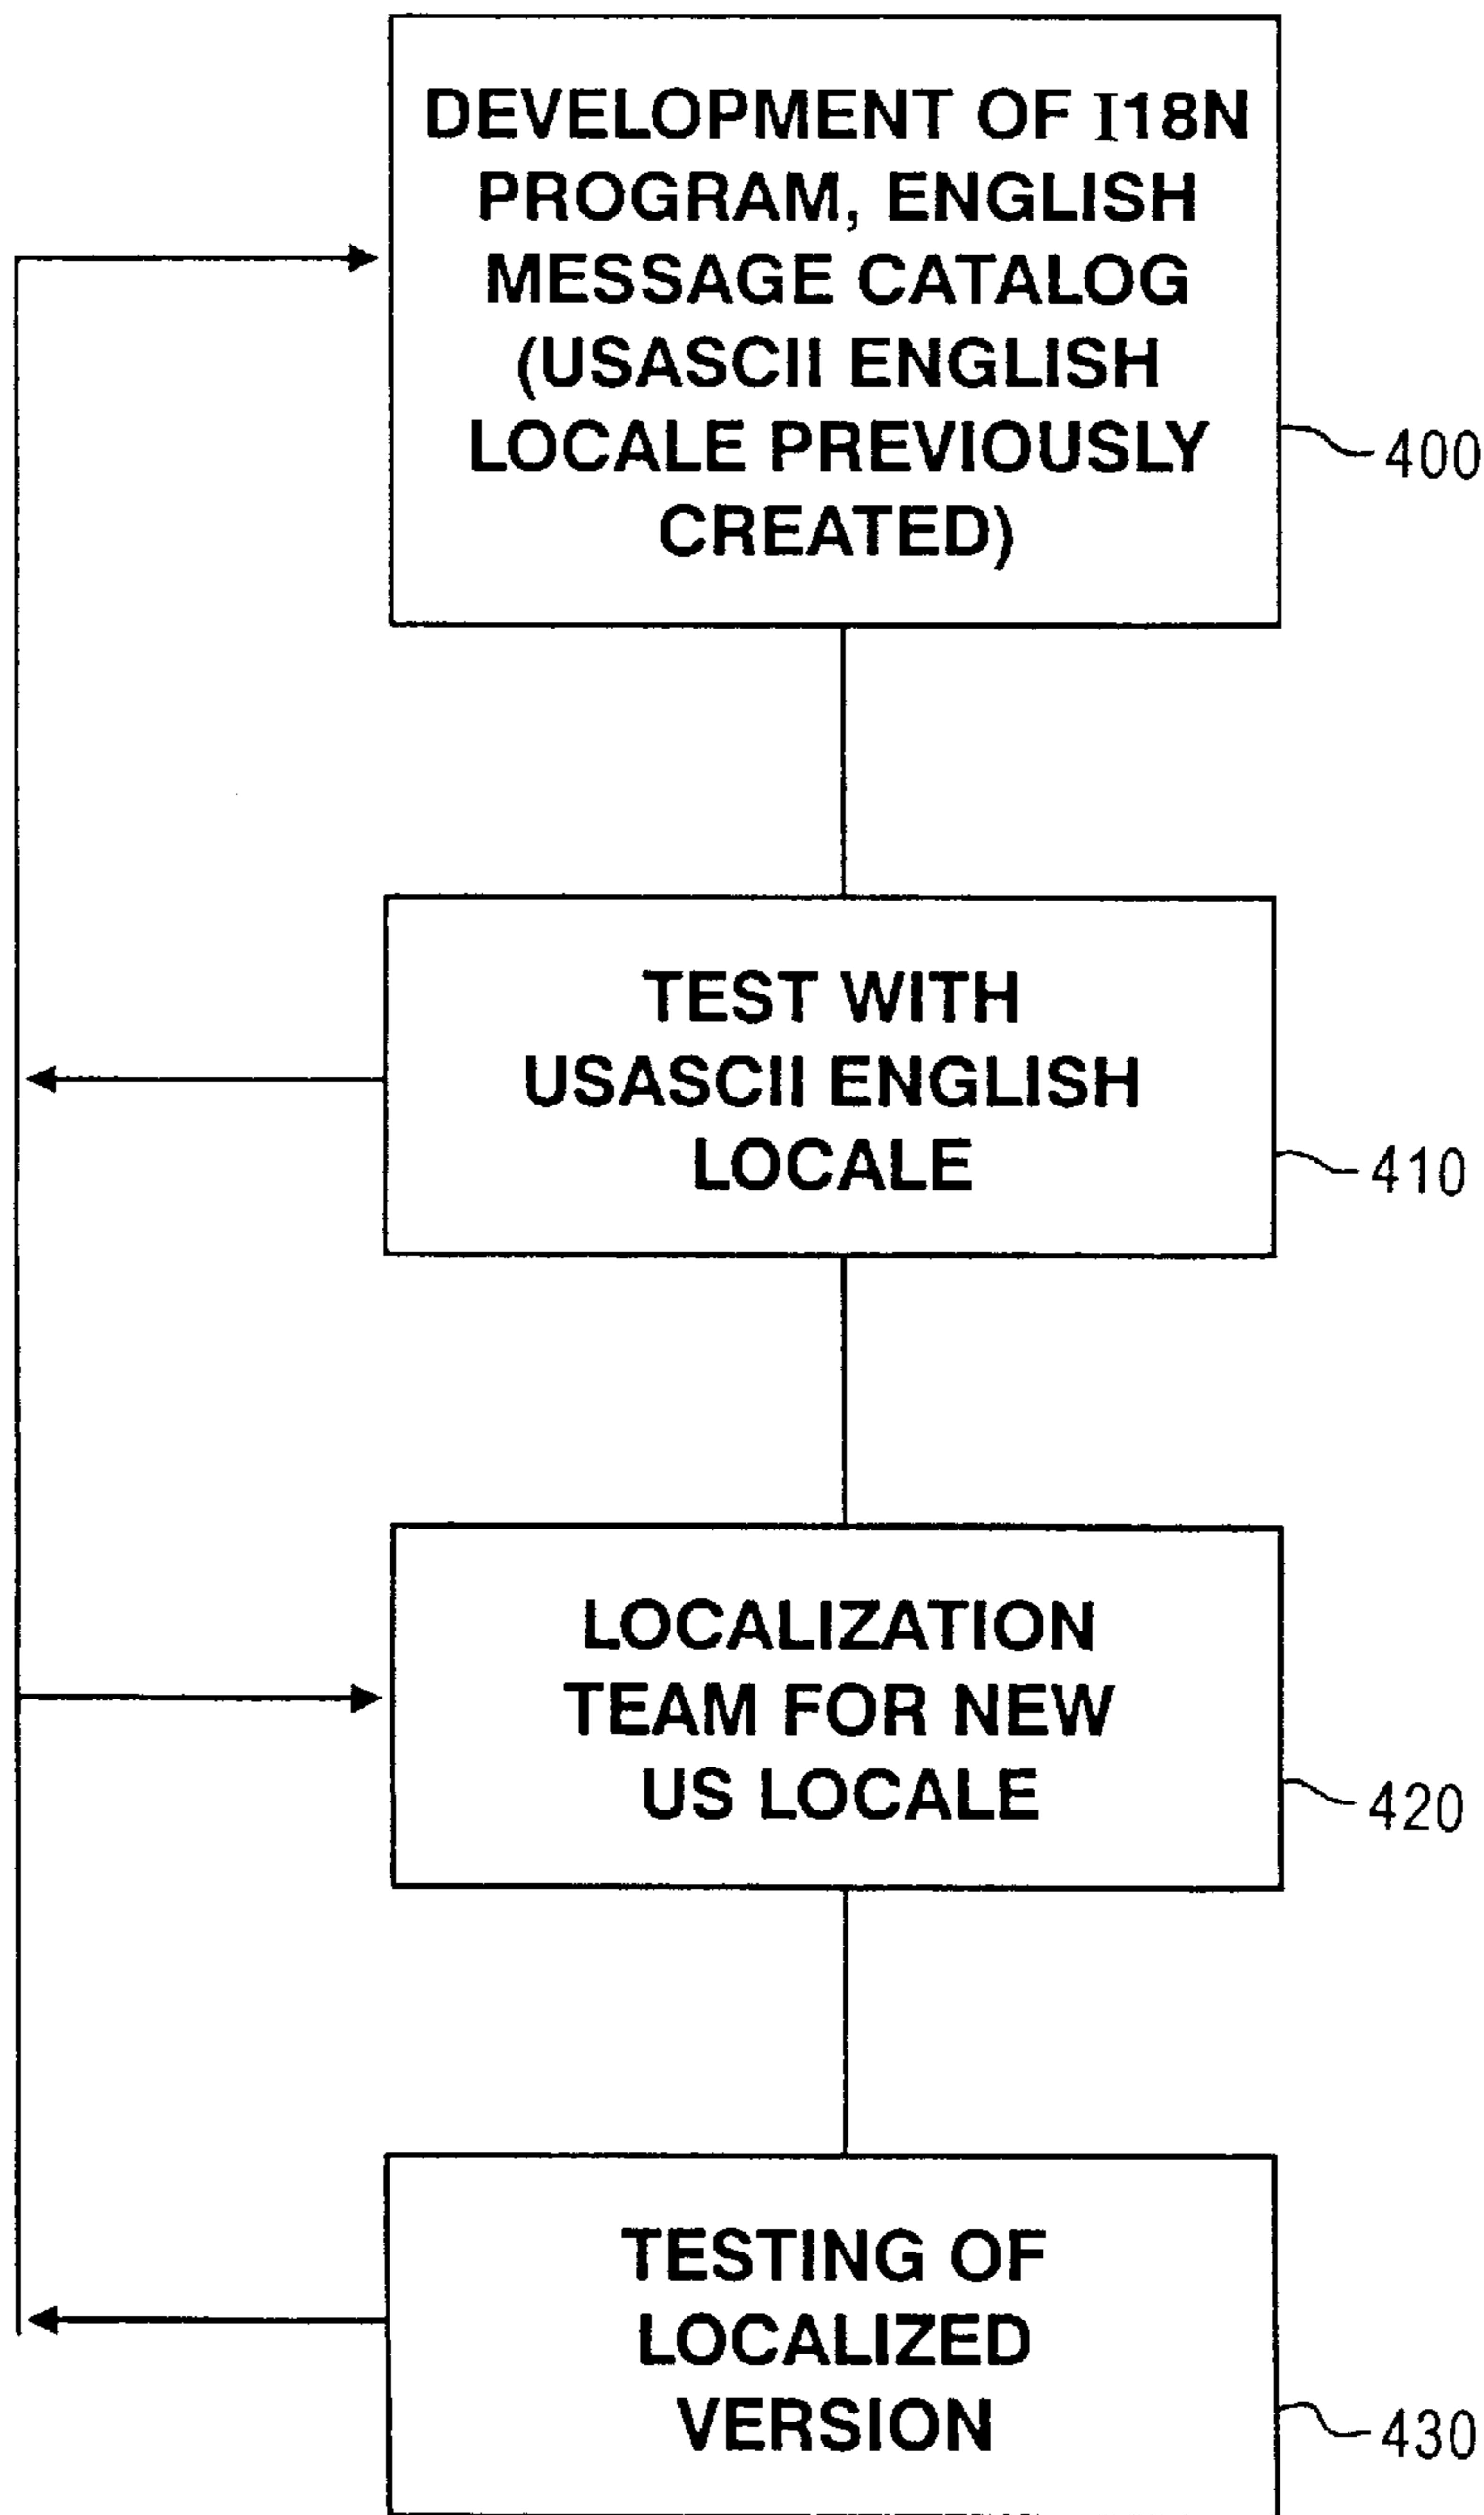 DEVELOPMENT OF I18N
PROGRAM, ENGLISH
MESSAGE CATALOG
(USASCII ENGLISH
LOCALE PREVIOUSLY
CREATED)
400
TEST WITH
USASCII ENGLISH
LOCALE
410
LOCALIZATION
TEAM FOR NEW
US LOCALE
420
TESTING OF
LOCALIZED
VERSION
430